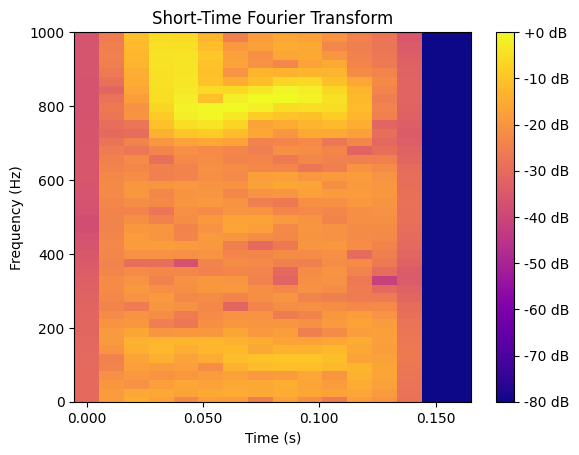 Short-Time Fourier Transform
1000
800
600
400
200
0
Frequency (Hz)
0.000
0.050
0.100
0.150
Time (s)
+0 dB
-10 dB
-20 dB
-30 dB
-40 dB
-50 dB
-60 dB
-70 dB
-80 dB